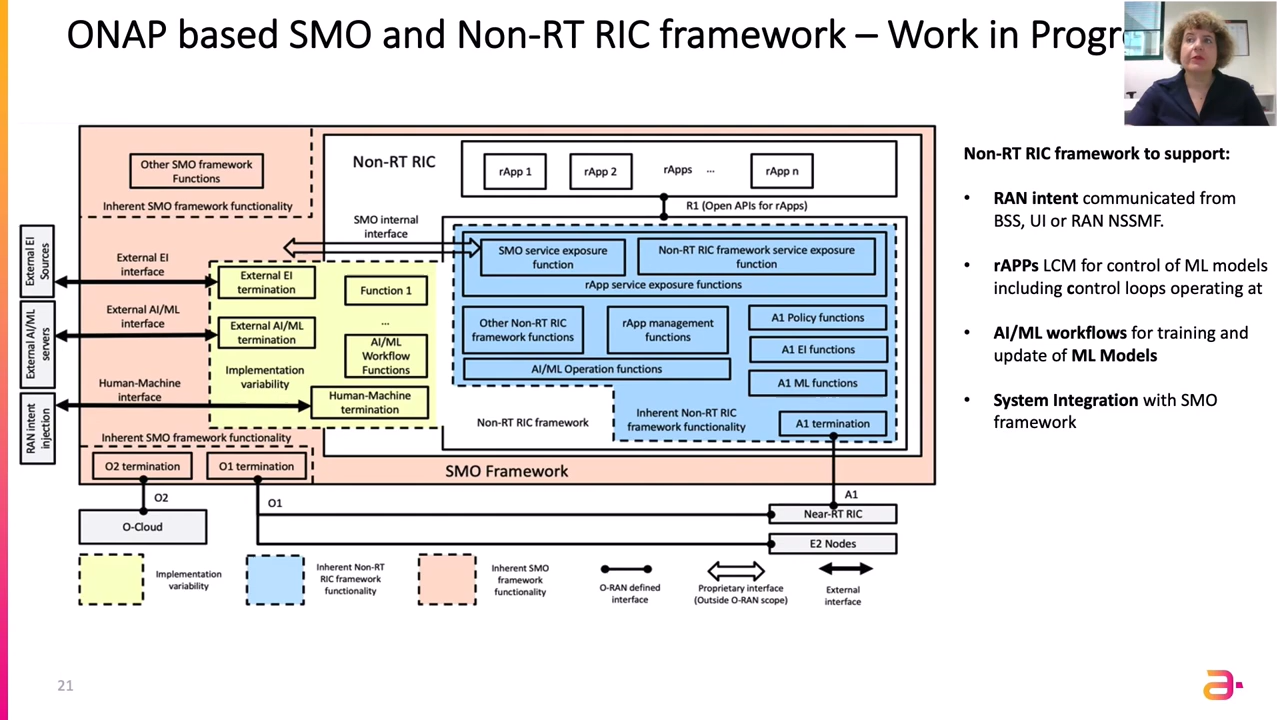 ONAP based SMO and Non-RT RIC framework – Work in Progre
Other SMO framework
Functions
Inherent SMO framework functionality
Non-RT RIC
rApp 1
rApp 2
rApps ...
rApp n
R1 (Open APIs for rApps)
SMO internal
interface
External EI
Sources
External AI/ML
servers
RAN intent
injection
External EI
interface
External AI/ML
interface
Human-Machine
interface
External EI
termination
External AI/ML
termination
Implementation
variability
Function 1
...
AI/ML
Workflow
Functions
Human-Machine
termination
SMO service exposure
function
Non-RT RIC framework service exposure
function
rApp service exposure functions
Other Non-RT RIC
framework functions
rApp management
functions
AI/ML Operation functions
A1 Policy functions
A1 EI functions
A1 ML functions
A1 termination
Non-RT RIC framework
Inherent Non-RT RIC
framework functionality
Inherent SMO framework functionality
O2 termination
O1 termination
SMO Framework
O2
O1
A1
O-Cloud
Near-RT RIC
E2 Nodes
Implementation
variability
Inherent Non-RT
RIC framework
functionality
Inherent SMO
framework
functionality
O-RAN defined
interface
Proprietary interface
(Outside O-RAN scope)
External
interface
Non-RT RIC framework to support:
• RAN intent communicated from
BSS, UI or RAN NSSMF.
• rAPPs LCM for control of ML models
including control loops operating at
• AI/ML workflows for training and
update of ML Models
• System Integration with SMO
framework
21
a